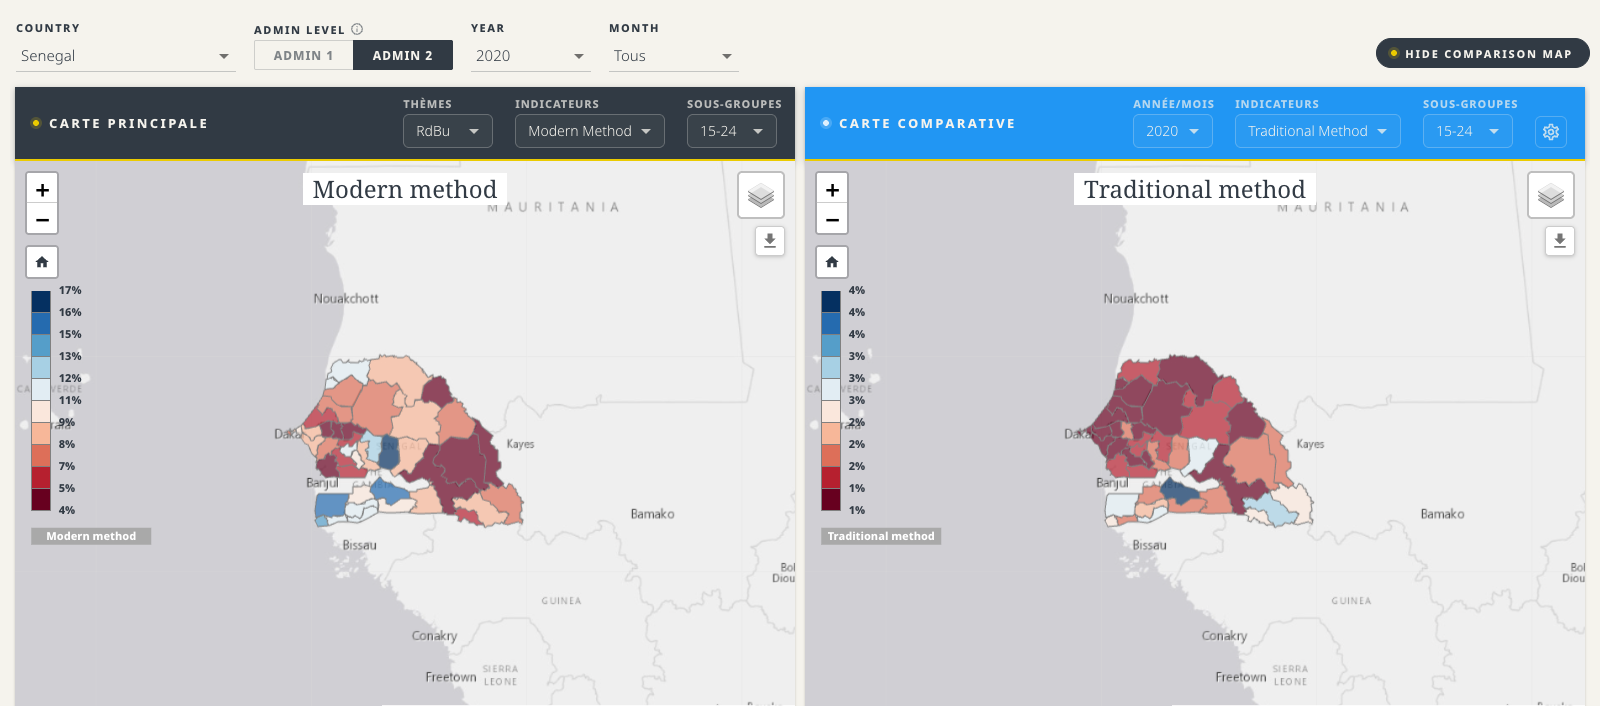 COUNTRY
Senegal
ADMIN LEVEL
ADMIN 1
ADMIN 2
YEAR
2020
MONTH
Tous
HIDE COMPARISON MAP
CARTE PRINCIPALE
THÈMES
RdBu
INDICATEURS
Modern Method
SOUS-GROUPES
15-24
+
−
Modern method
MAURITANIA
Nouakchott
17%
16%
15%
13%
12%
11%
9%
8%
7%
5%
4%
Modern method
Kayes
Banjul
Bamako
Bissau
GUINEA
Conakry
SIERRA
LEONE
Freetown
CARTE COMPARATIVE
ANNÉE/MOIS
2020
INDICATEURS
Traditional Method
SOUS-GROUPES
15-24
+
−
Traditional method
MAURITANIA
Nouakchott
4%
4%
4%
3%
3%
3%
2%
2%
2%
1%
1%
Traditional method
Kayes
Banjul
Bamako
Bissau
GUINEA
Conakry
SIERRA
LEONE
Freetown